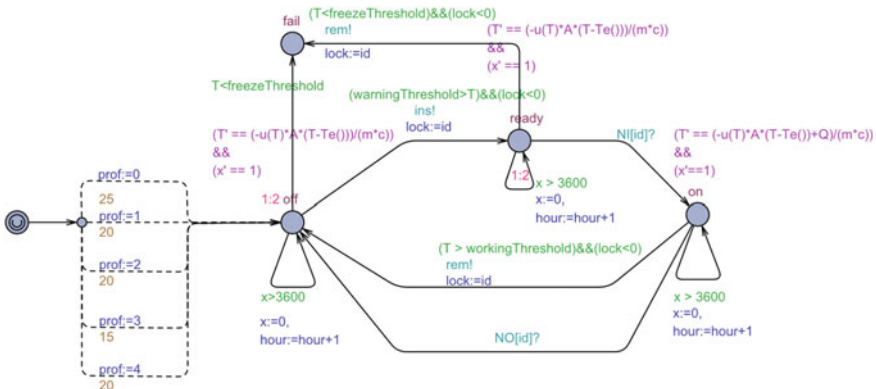 (T<freezeThreshold)&&(lock<0)
fail
rem!
lock:=id
(T' == (-u(T)*A*(T-Te()))/(m*c))
&&
(x' == 1)
T<freezeThreshold
(warningThreshold>T)&&(lock<0)
ins!
lock:=id
ready
(T' == (-u(T)*A*(T-Te()))/(m*c))
&&
(x' == 1)
NI[id]?
(T' == (-u(T)*A*(T-Te())+Q)/(m*c))
&&
(x'==1)
on
1:2
x > 3600
x:=0,
hour:=hour+1
prof:=0
25
prof:=1
20
prof:=2
20
prof:=3
15
prof:=4
20
1:2 off
(T > workingThreshold)&&(lock<0)
rem!
lock:=id
x>3600
x:=0,
hour:=hour+1
x > 3600
x:=0,
hour:=hour+1
NO[id]?